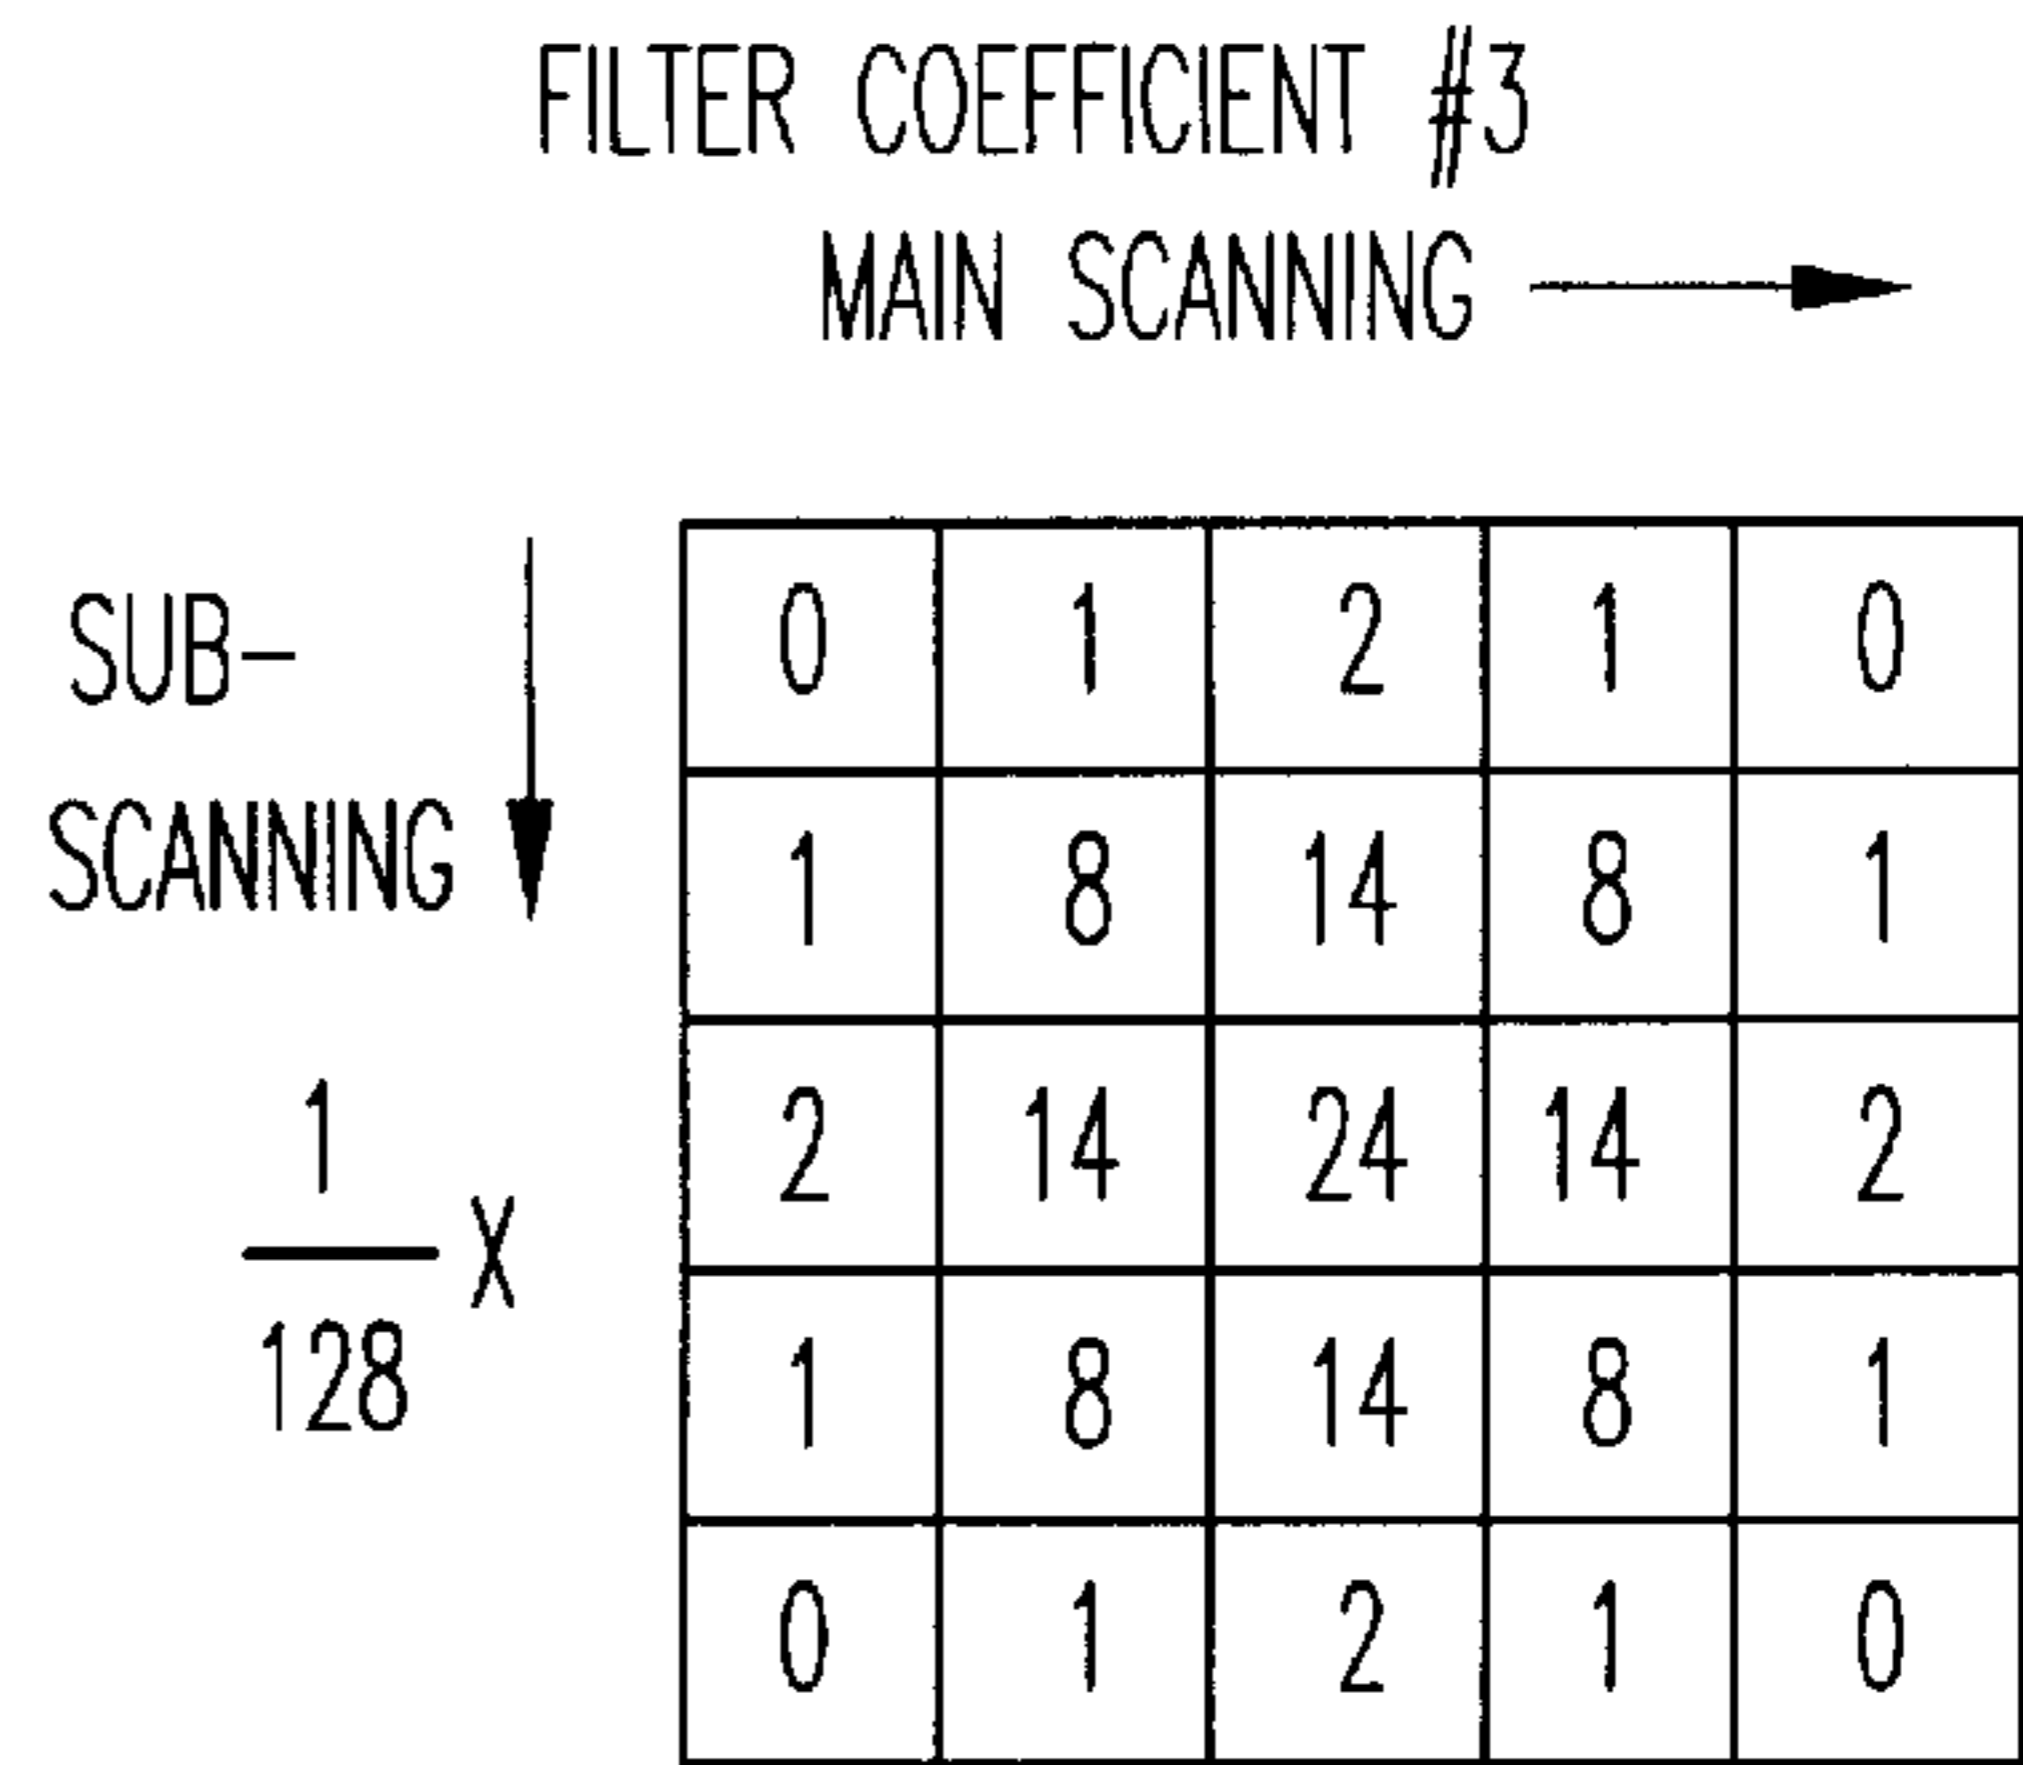 FILTER COEFFICIENT #3
MAIN SCANNING
SUB-
SCANNING
1
128
X
0 1 2 1 0
1 8 14 8 1
2 14 24 14 2
1 8 14 8 1
0 1 2 1 0